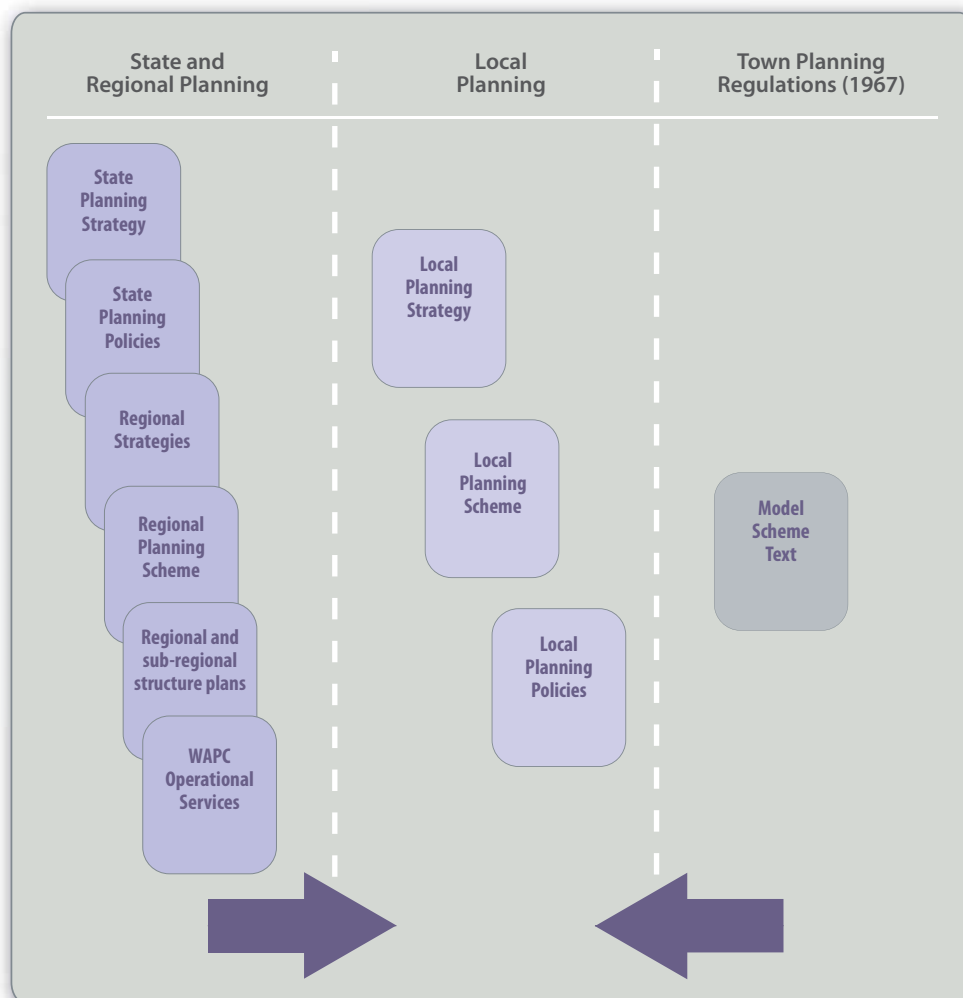 State and
Regional Planning
Local
Planning
Town Planning
Regulations (1967)
State
Planning
Strategy
State
Planning
Policies
Regional
Strategies
Regional
Planning
Scheme
Regional and
sub-regional
structure plans
WAPC
Operational
Services
Local
Planning
Strategy
Local
Planning
Scheme
Local
Planning
Policies
Model
Scheme
Text